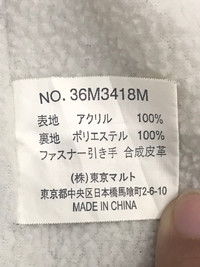 NO. 36M3418M
表地 アクリル 100%
裏地 ポリエステル 100%
ファスナー引き手 合成皮革
(株)東京マルト
東京都中央区日本橋馬喰町2-6-10
MADE IN CHINA